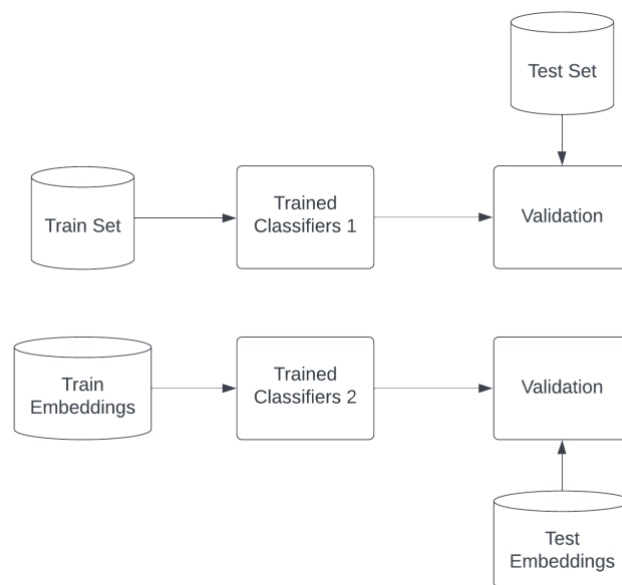 Test Set
Train Set
Trained
Classifiers 1
Validation
Train
Embeddings
Trained
Classifiers 2
Validation
Test
Embeddings